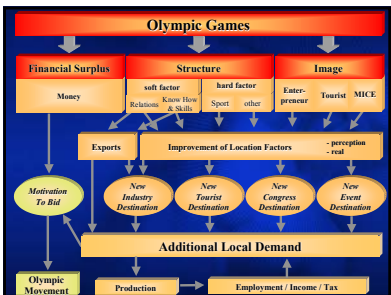 Olympic Games
Financial Surplus
Structure
Image
Money
soft factor
hard factor
Relations
Know How
& Skills
Sport
other
Enter-
preneur
Tourist
MICE
Exports
Improvement of Location Factors
- perception
- real
Motivation
To Bid
New
Industry
Destination
New
Tourist
Destination
New
Congress
Destination
New
Event
Destination
Additional Local Demand
Olympic
Movement
Production
Employment / Income / Tax